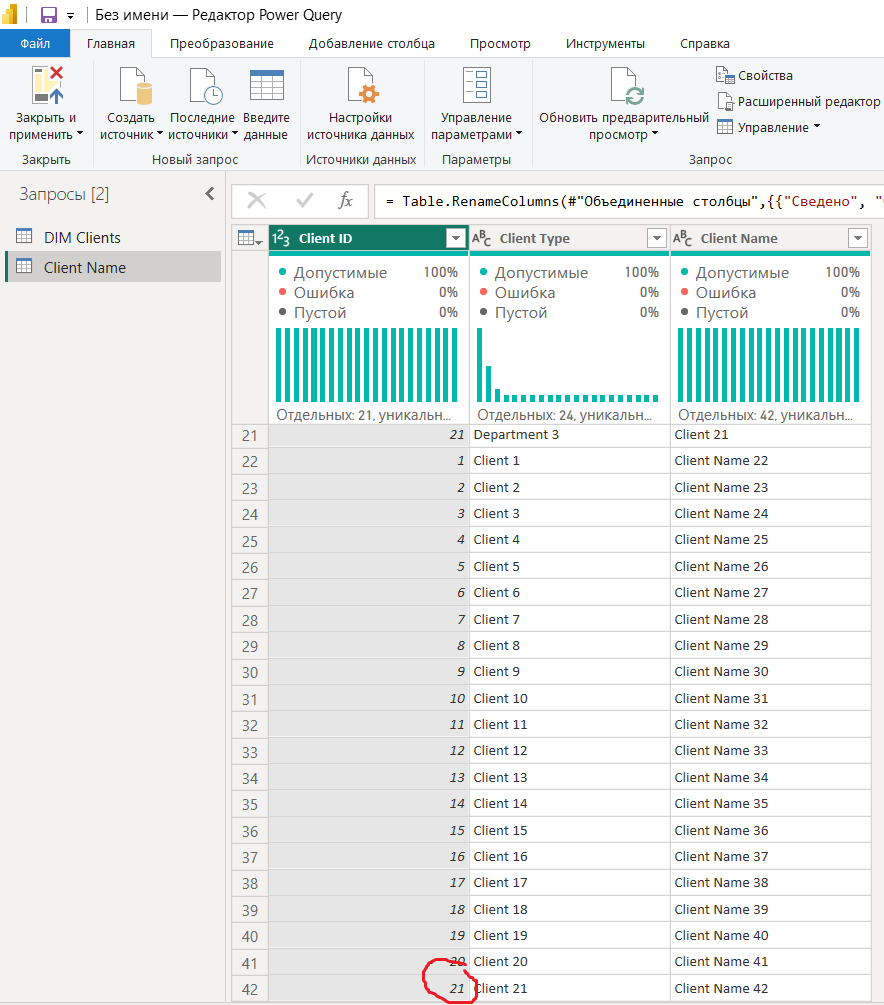 Без имени — Редактор Power Query
Файл Главная Преобразование Добавление столбца Просмотр Инструменты Справка
Закрыть и применить
Создать источник
Последние источники
Введите данные
Настройки источника данных
Управление параметрами
Обновить предварительный просмотр
Свойства
Расширенный редактор
Управление
Закрыть Новый запрос Источники данных Параметры Запрос
Запросы [2]
DIM Clients
Client Name
fx = Table.RenameColumns(#"Объединенные столбцы",{{"Сведено", "
1 2 3 Client ID ABC Client Type ABC Client Name
Допустимые 100% Допустимые 100% Допустимые 100%
Ошибка 0% Ошибка 0% Ошибка 0%
Пустой 0% Пустой 0% Пустой 0%
Отдельных: 21, уникальн... Отдельных: 24, уникальн... Отдельных: 42, уникальн...
21 21 Department 3 Client 21
22 1 Client 1 Client Name 22
23 2 Client 2 Client Name 23
24 3 Client 3 Client Name 24
25 4 Client 4 Client Name 25
26 5 Client 5 Client Name 26
27 6 Client 6 Client Name 27
28 7 Client 7 Client Name 28
29 8 Client 8 Client Name 29
30 9 Client 9 Client Name 30
31 10 Client 10 Client Name 31
32 11 Client 11 Client Name 32
33 12 Client 12 Client Name 33
34 13 Client 13 Client Name 34
35 14 Client 14 Client Name 35
36 15 Client 15 Client Name 36
37 16 Client 16 Client Name 37
38 17 Client 17 Client Name 38
39 18 Client 18 Client Name 39
40 19 Client 19 Client Name 40
41 20 Client 20 Client Name 41
42 21 Client 21 Client Name 42